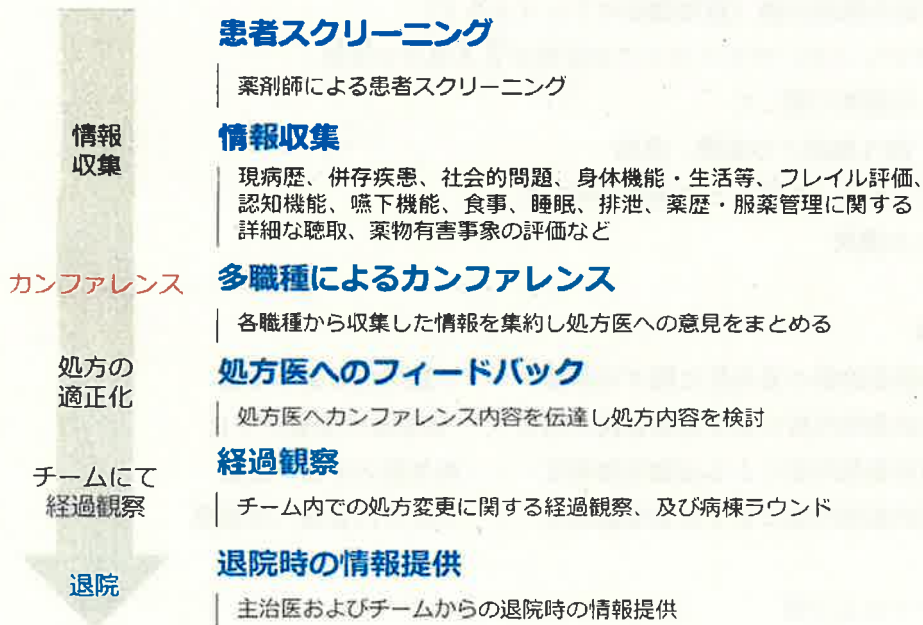 患者スクリーニング
薬剤師による患者スクリーニング
情報
収集
情報収集
現病歴、併存疾患、社会的問題、身体機能・生活等、フレイル評価、
認知機能、嚥下機能、食事、睡眠、排泄、薬歴・服薬管理に関する
詳細な聴取、薬物有害事象の評価など
カンファレンス
多職種によるカンファレンス
各職種から収集した情報を集約し処方医への意見をまとめる
処方の
適正化
処方医へのフィードバック
処方医へカンファレンス内容を伝達し処方内容を検討
チームにて
経過観察
経過観察
チーム内での処方変更に関する経過観察、及び病棟ラウンド
退院
退院時の情報提供
主治医およびチームからの退院時の情報提供